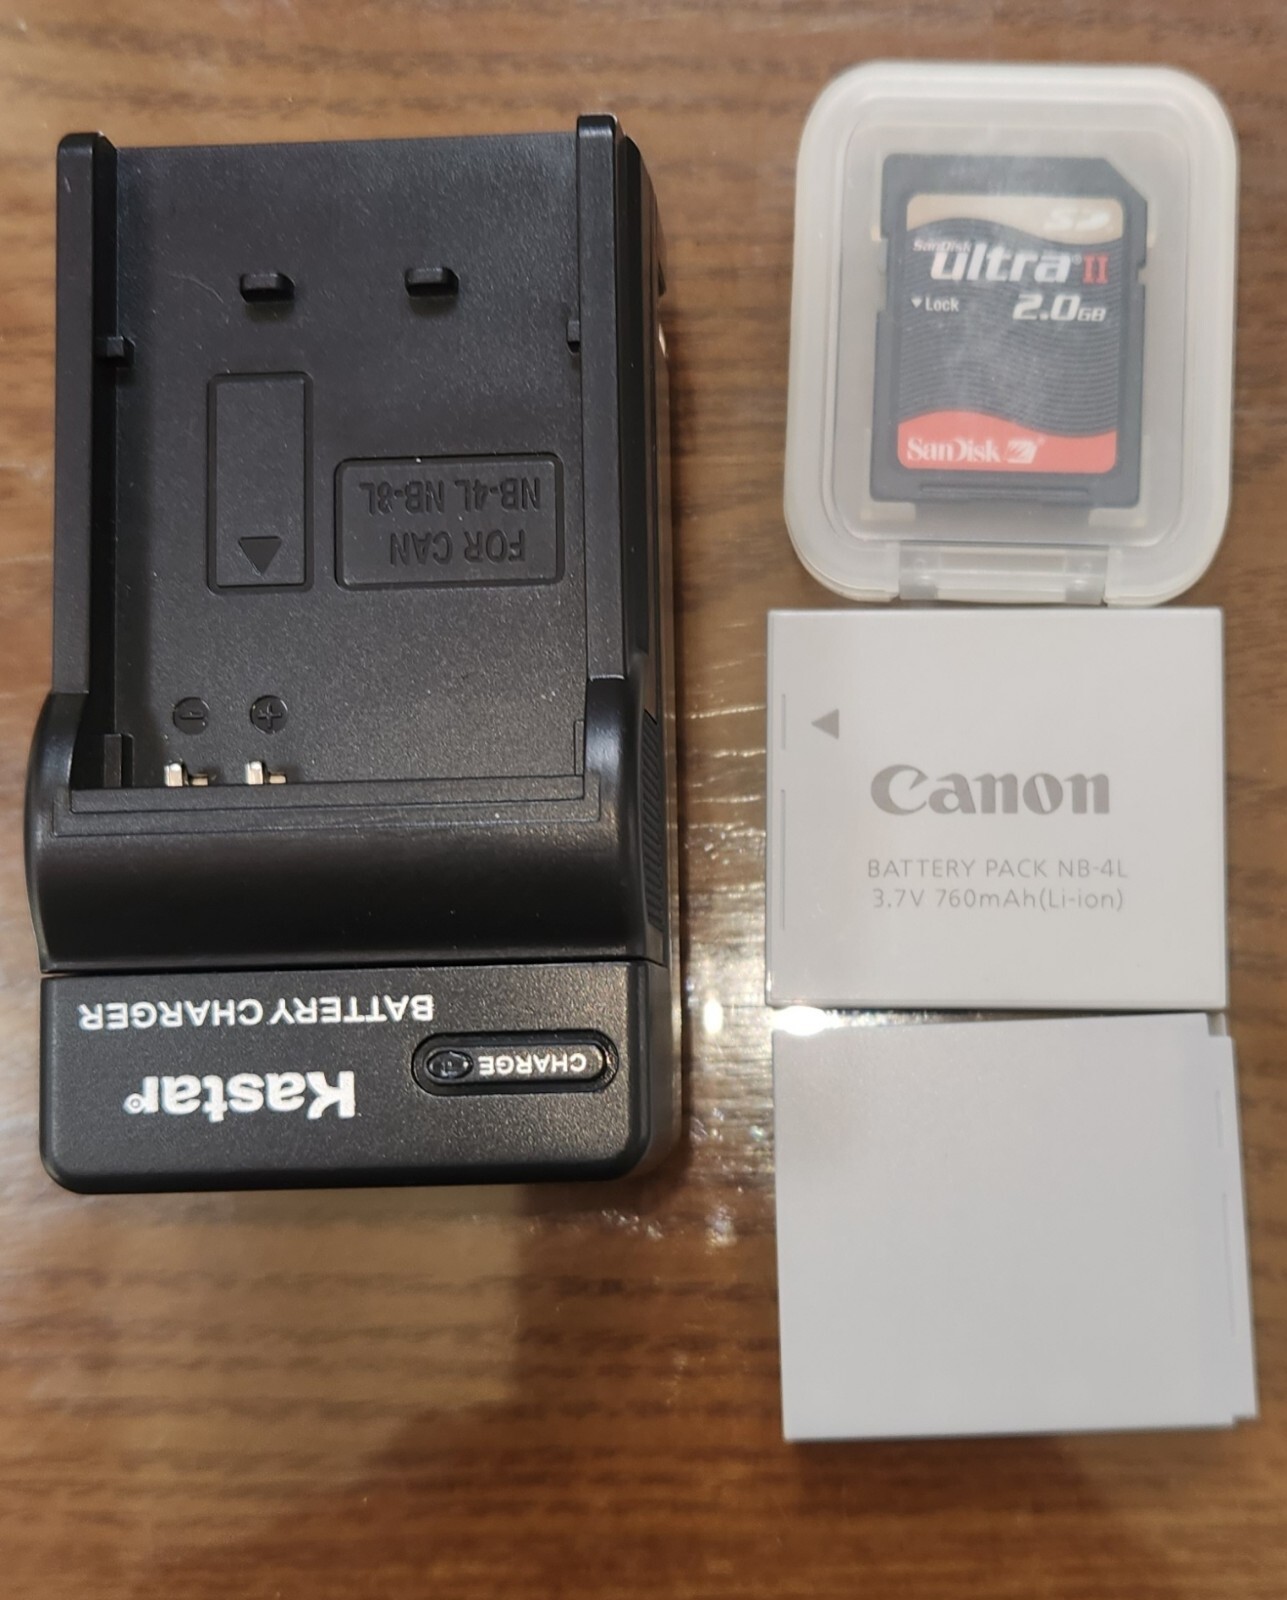 Kastar®
CHARGE
BATTERY CHARGER
+ -
FOR CAN
NB-4L NB-8L
SD
SanDisk
ultra® II
Lock
2.0GB
SanDisk
Canon
BATTERY PACK NB-4L
3.7V 760mAh(Li-ion)